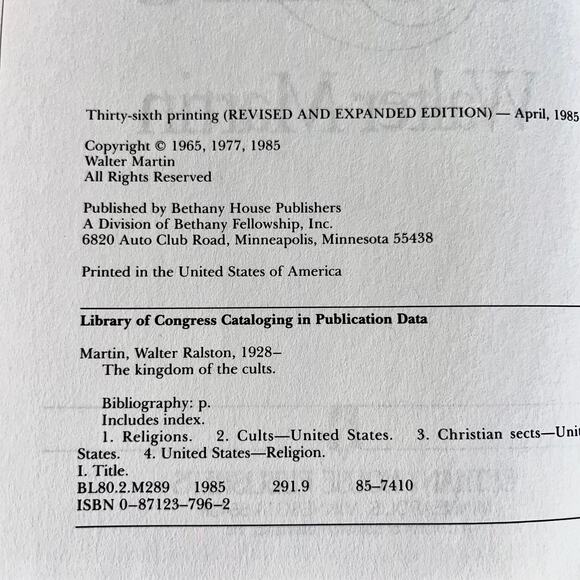 Walter Martin
Thirty-sixth printing (REVISED AND EXPANDED EDITION) — April, 1985
Copyright © 1965, 1977, 1985
Walter Martin
All Rights Reserved
Published by Bethany House Publishers
A Division of Bethany Fellowship, Inc.
6820 Auto Club Road, Minneapolis, Minnesota 55438
Printed in the United States of America
Library of Congress Cataloging in Publication Data
Martin, Walter Ralston, 1928–
The kingdom of the cults.
Bibliography: p.
Includes index.
1. Religions. 2. Cults—United States. 3. Christian sects—Unit
States. 4. United States—Religion.
I. Title.
BL80.2.M289 1985 291.9 85–7410
ISBN 0–87123–796–2